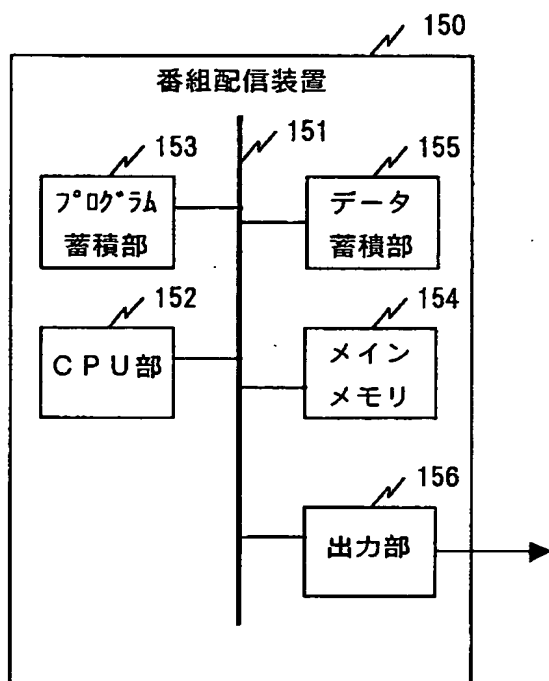 150
番組配信装置
151
153
155
プログラム
蓄積部
データ
蓄積部
152
154
CPU部
メイン
メモリ
156
出力部